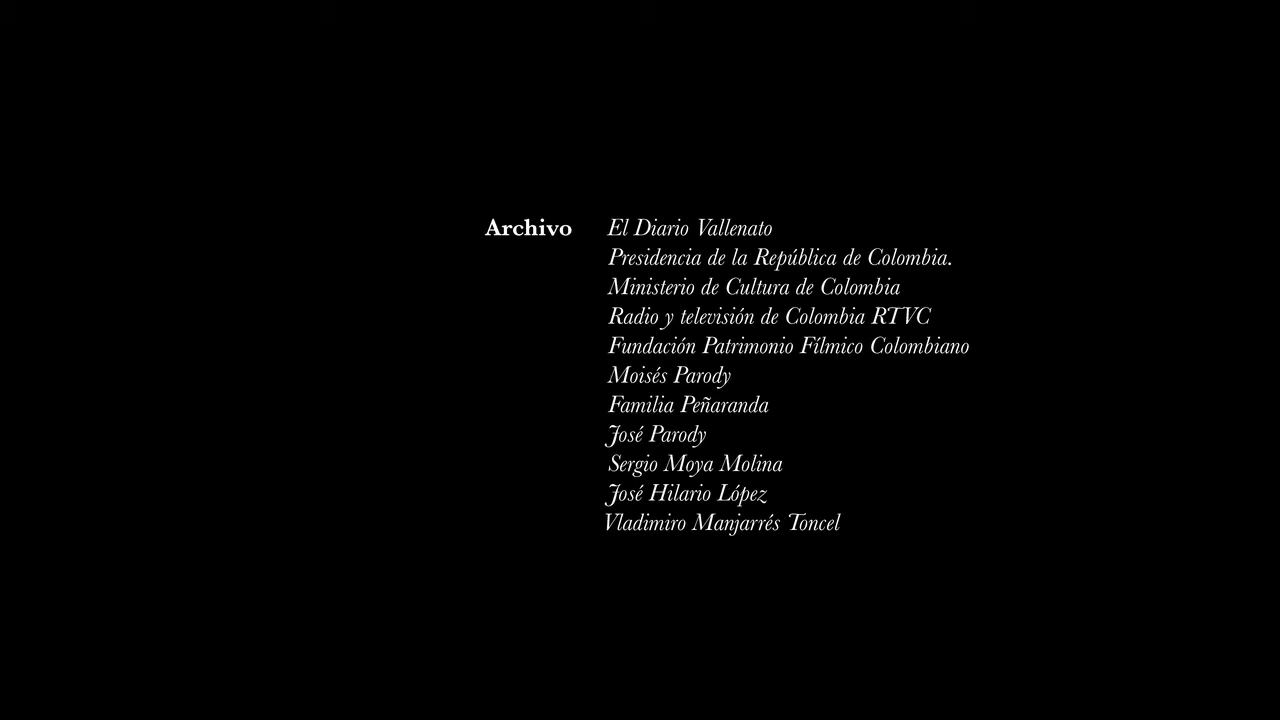 Archivo El Diario Vallenato
Presidencia de la República de Colombia.
Ministerio de Cultura de Colombia
Radio y televisión de Colombia RTVC
Fundación Patrimonio Fílmico Colombiano
Moisés Parody
Familia Peñaranda
José Parody
Sergio Moya Molina
José Hilario López
Vladimiro Manjarrés Toncel